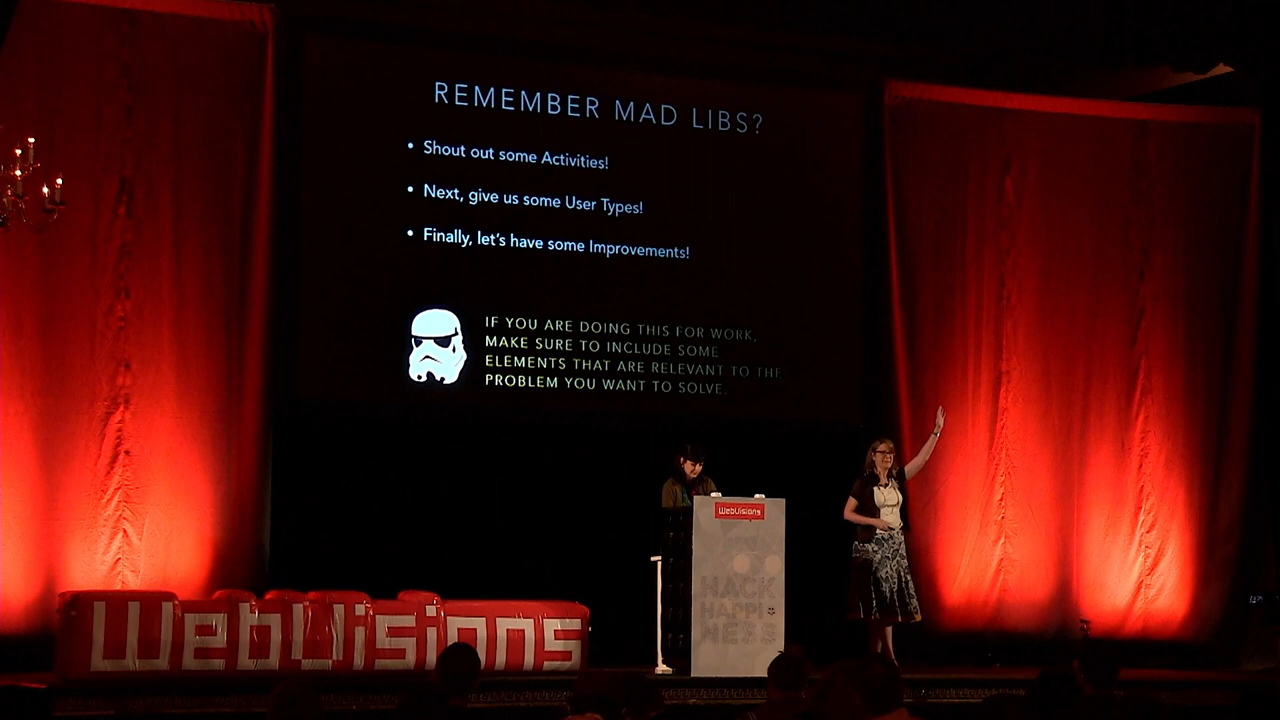 REMEMBER MAD LIBS?
• Shout out some Activities!
• Next, give us some User Types!
• Finally, let's have some Improvements!
IF YOU ARE DOING THIS FOR WORK,
MAKE SURE TO INCLUDE SOME
ELEMENTS THAT ARE RELEVANT TO THE
PROBLEM YOU WANT TO SOLVE.
WebVisions
HACK
HAPPI
NESS
WebVisions